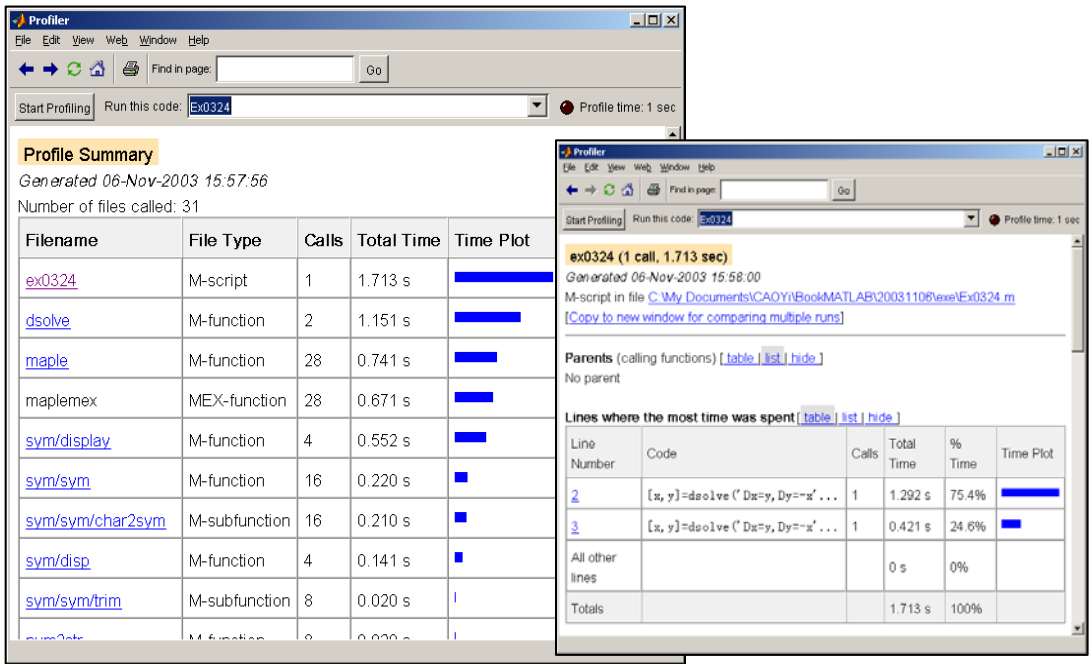 Profiler
File Edit View Web Window Help
Find in page: Go
Start Profiling Run this code: Ex0324 Profile time: 1 sec
Profile Summary
Generated 06-Nov-2003 15:57:56
Number of files called: 31
Filename File Type Calls Total Time Time Plot
ex0324 M-script 1 1.713 s
dsolve M-function 2 1.151 s
maple M-function 28 0.741 s
maplemex MEX-function 28 0.671 s
sym/display M-function 4 0.552 s
sym/sym M-function 16 0.220 s
sym/sym/char2sym M-subfunction 16 0.210 s
sym/disp M-function 4 0.141 s
sym/sym/trim M-subfunction 8 0.020 s
Profiler
File Edit View Web Window Help
Find in page: Go
Start Profiling Run this code: Ex0324 Profile time: 1 sec
ex0324 (1 call, 1.713 sec)
Generated 06-Nov-2003 15:58:00
M-script in file C:\My Documents\CAOYi\BookMATLAB\20031106\exe\Ex0324.m
[Copy to new window for comparing multiple runs]
Parents (calling functions) [ table | list | hide ]
No parent
Lines where the most time was spent [ table | list | hide ]
Line Number Code Calls Total Time % Time Time Plot
2 [x,y]=dsolve('Dx=y,Dy=-x'... 1 1.292 s 75.4%
3 [x,y]=dsolve('Dx=y,Dy=-x'... 1 0.421 s 24.6%
All other lines 0 s 0%
Totals 1.713 s 100%